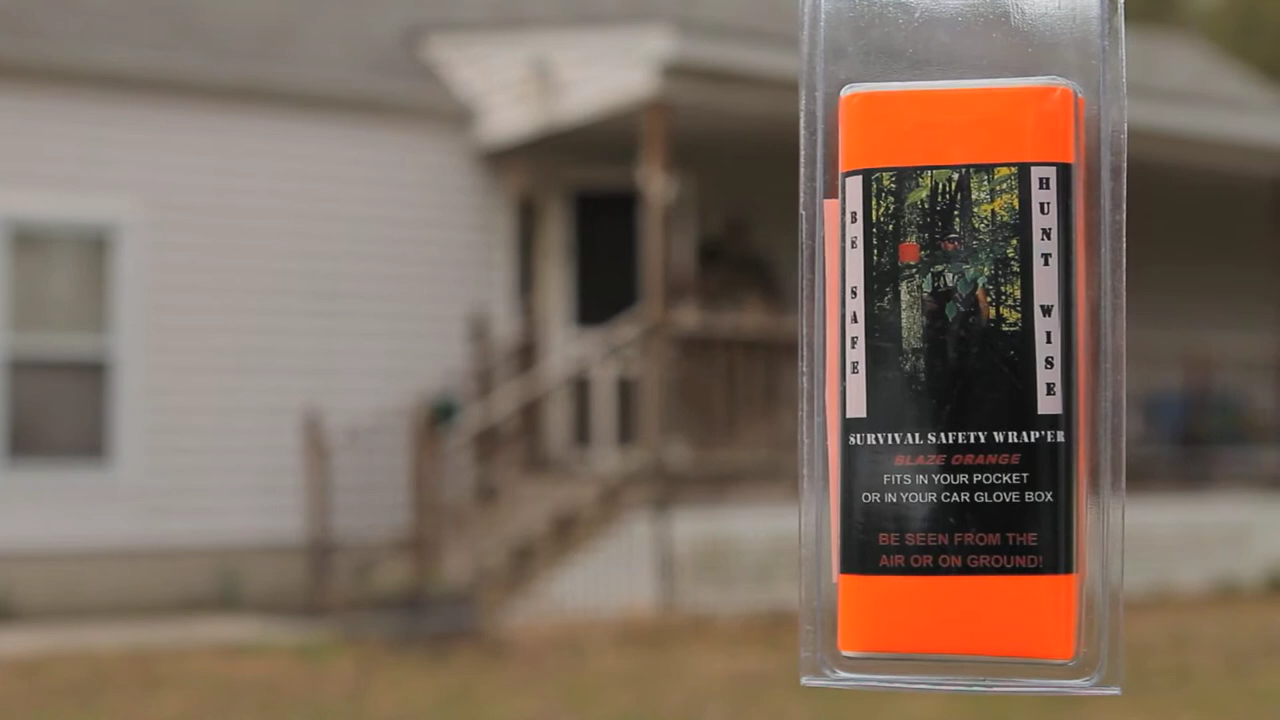 BE SAFE
HUNT WISE
SURVIVAL SAFETY WRAP'ER
BLAZE ORANGE
FITS IN YOUR POCKET
OR IN YOUR CAR GLOVE BOX
BE SEEN FROM THE
AIR OR ON GROUND!